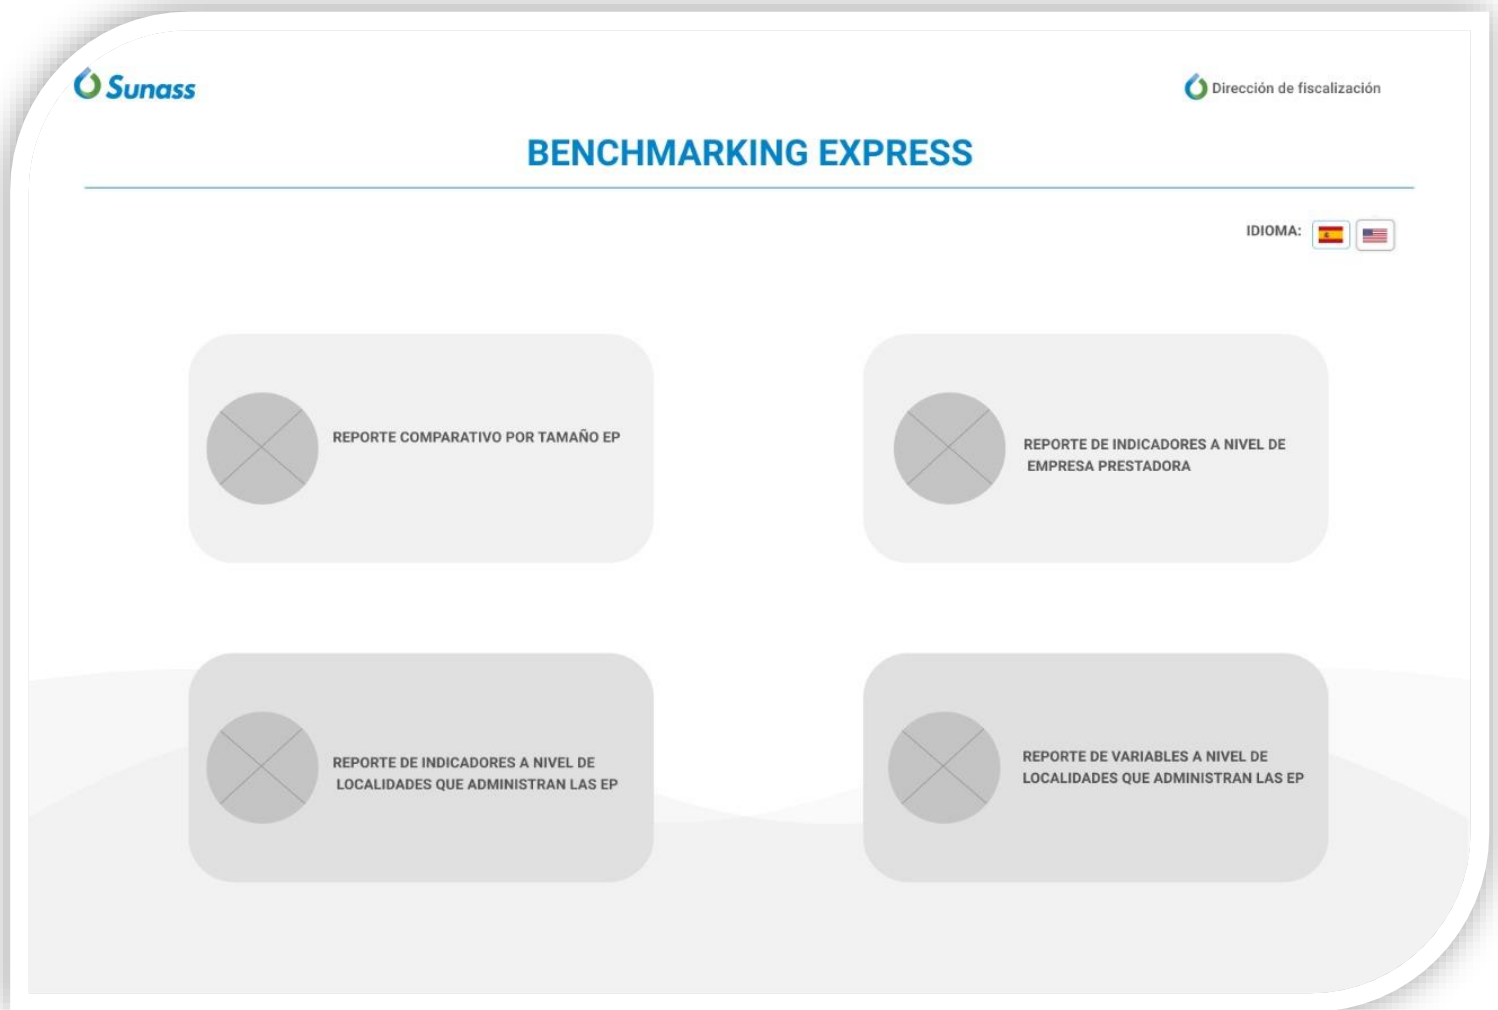 Sunass
Dirección de fiscalización
BENCHMARKING EXPRESS
IDIOMA:
REPORTE COMPARATIVO POR TAMAÑO EP
REPORTE DE INDICADORES A NIVEL DE
EMPRESA PRESTADORA
REPORTE DE INDICADORES A NIVEL DE
LOCALIDADES QUE ADMINISTRAN LAS EP
REPORTE DE VARIABLES A NIVEL DE
LOCALIDADES QUE ADMINISTRAN LAS EP